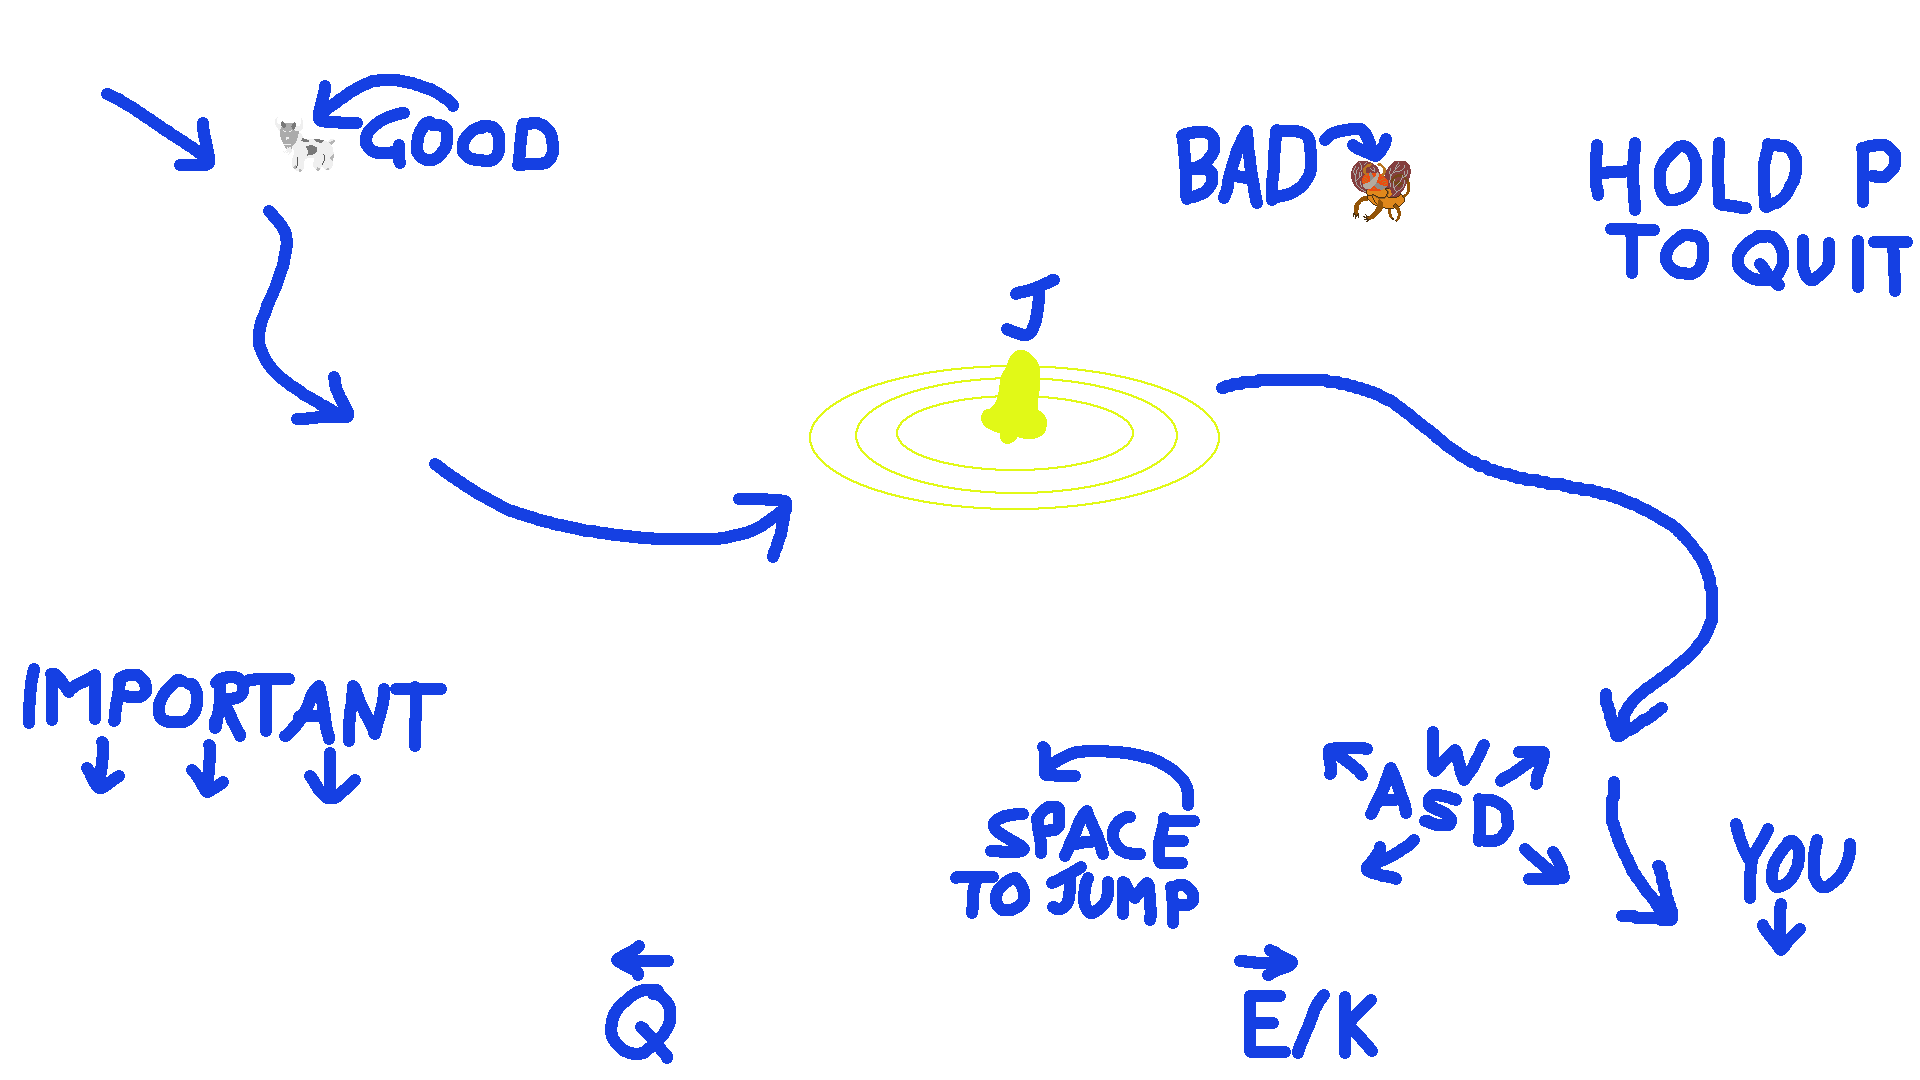 GOOD
BAD
HOLD P
TO QUIT
J
IMPORTANT
SPACE
TO JUMP
W
ASD
YOU
Q
E/K